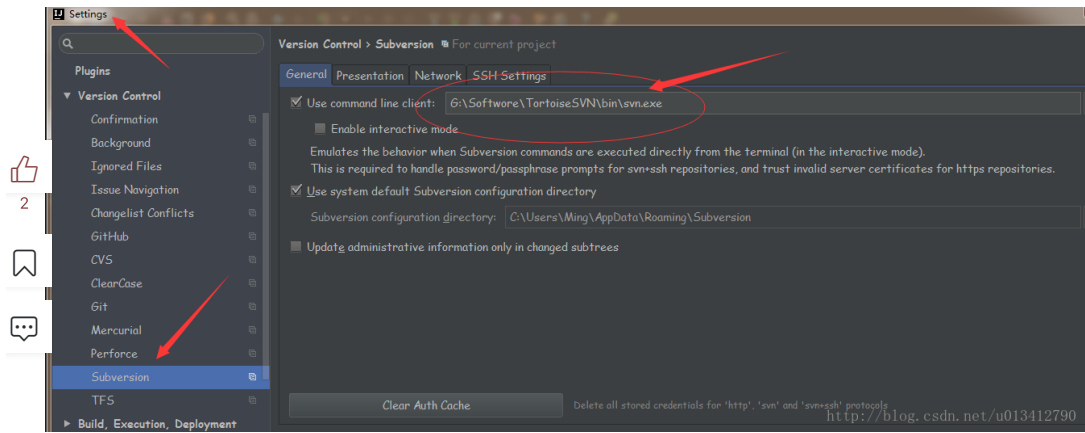 Settings
Version Control > Subversion For current project
Plugins
General Presentation Network SSH Settings
Version Control
Use command line client: G:\Softwore\TortoiseSVN\bin\svn.exe
Confirmation
Enable interactive mode
Background
Emulates the behavior when Subversion commands are executed directly from the terminal (in the interactive mode).
Ignored Files
This is required to handle password/passphrase prompts for svn+ssh repositories, and trust invalid server certificates for https repositories.
Issue Navigation
Use system default Subversion configuration directory
2
Changelist Conflicts
Subversion configuration directory: C:\Users\Ming\AppData\Roaming\Subversion
GitHub
Update administrative information only in changed subtrees
CVS
ClearCase
Git
Mercurial
Perforce
Subversion
TFS
Clear Auth Cache Delete all stored credentials for 'http', 'svn' and 'svn+ssh' protocols
http://blog.csdn.net/u013412790
Build, Execution, Deployment